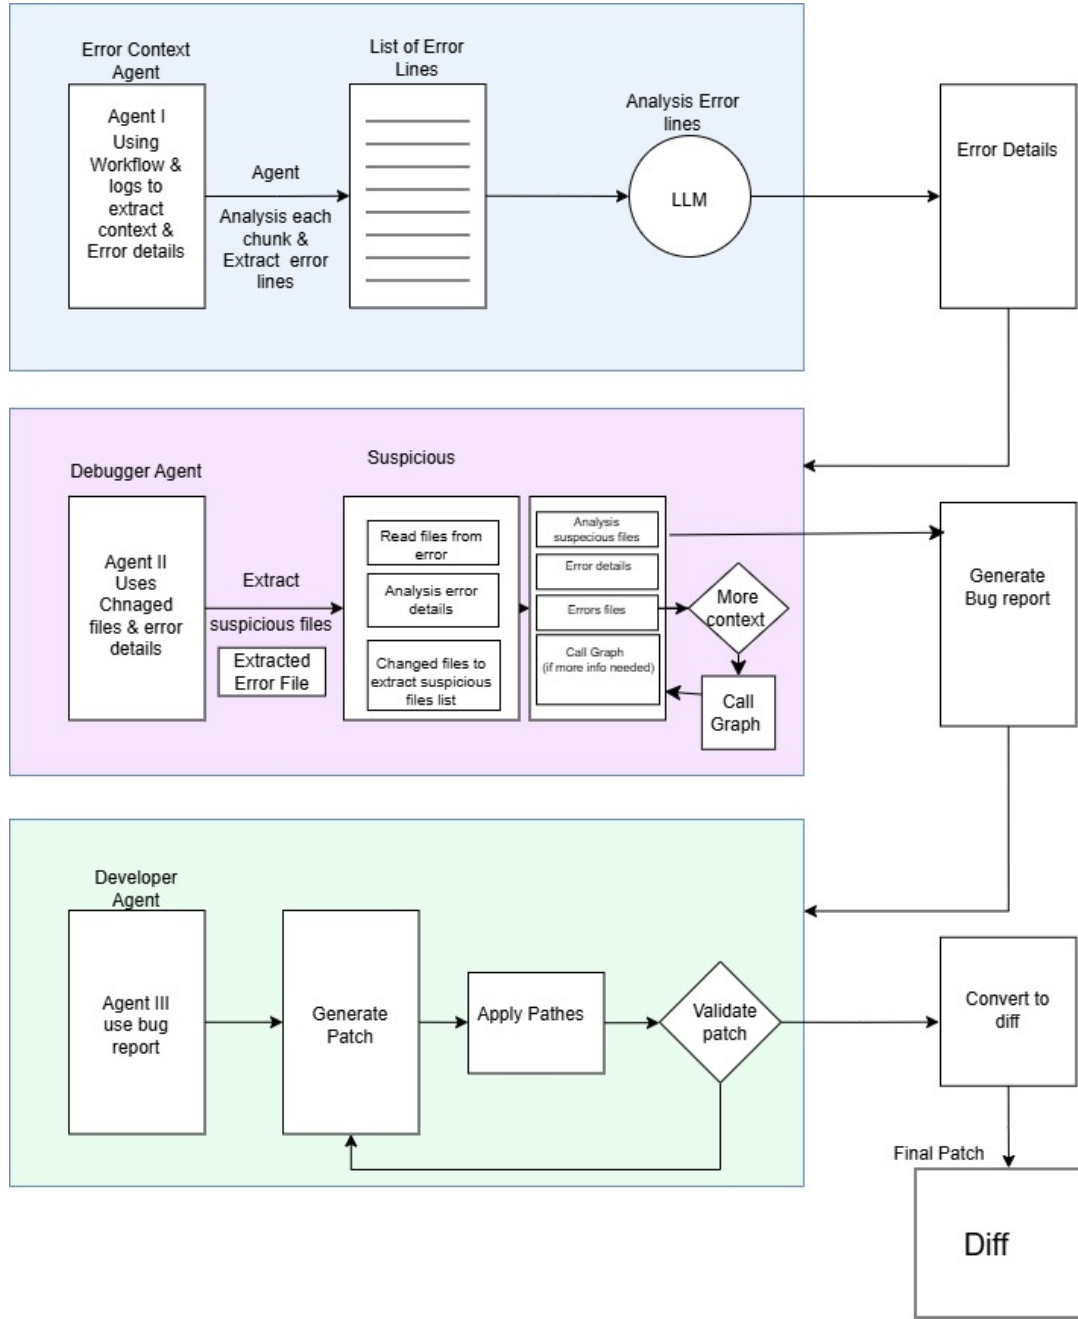 Error Context
Agent
Agent I
Using
Workflow &
logs to
extract
context &
Error details
Agent
Analysis each
chunk &
Extract error
lines
List of Error
Lines
Analysis Error
lines
LLM
Error Details
Debugger Agent
Agent II
Uses
Chnaged
files & error
details
Extract
suspicious files
Extracted
Error File
Suspicious
Read files from
error
Analysis error
details
Changed files to
extract suspicious
files list
Analysis
suspecious files
Error details
Errors files
Call Graph
(if more info needed)
More
context
Call
Graph
Generate
Bug report
Developer
Agent
Agent III
use bug
report
Generate
Patch
Apply Pathes
Validate
patch
Convert to
diff
Final Patch
Diff